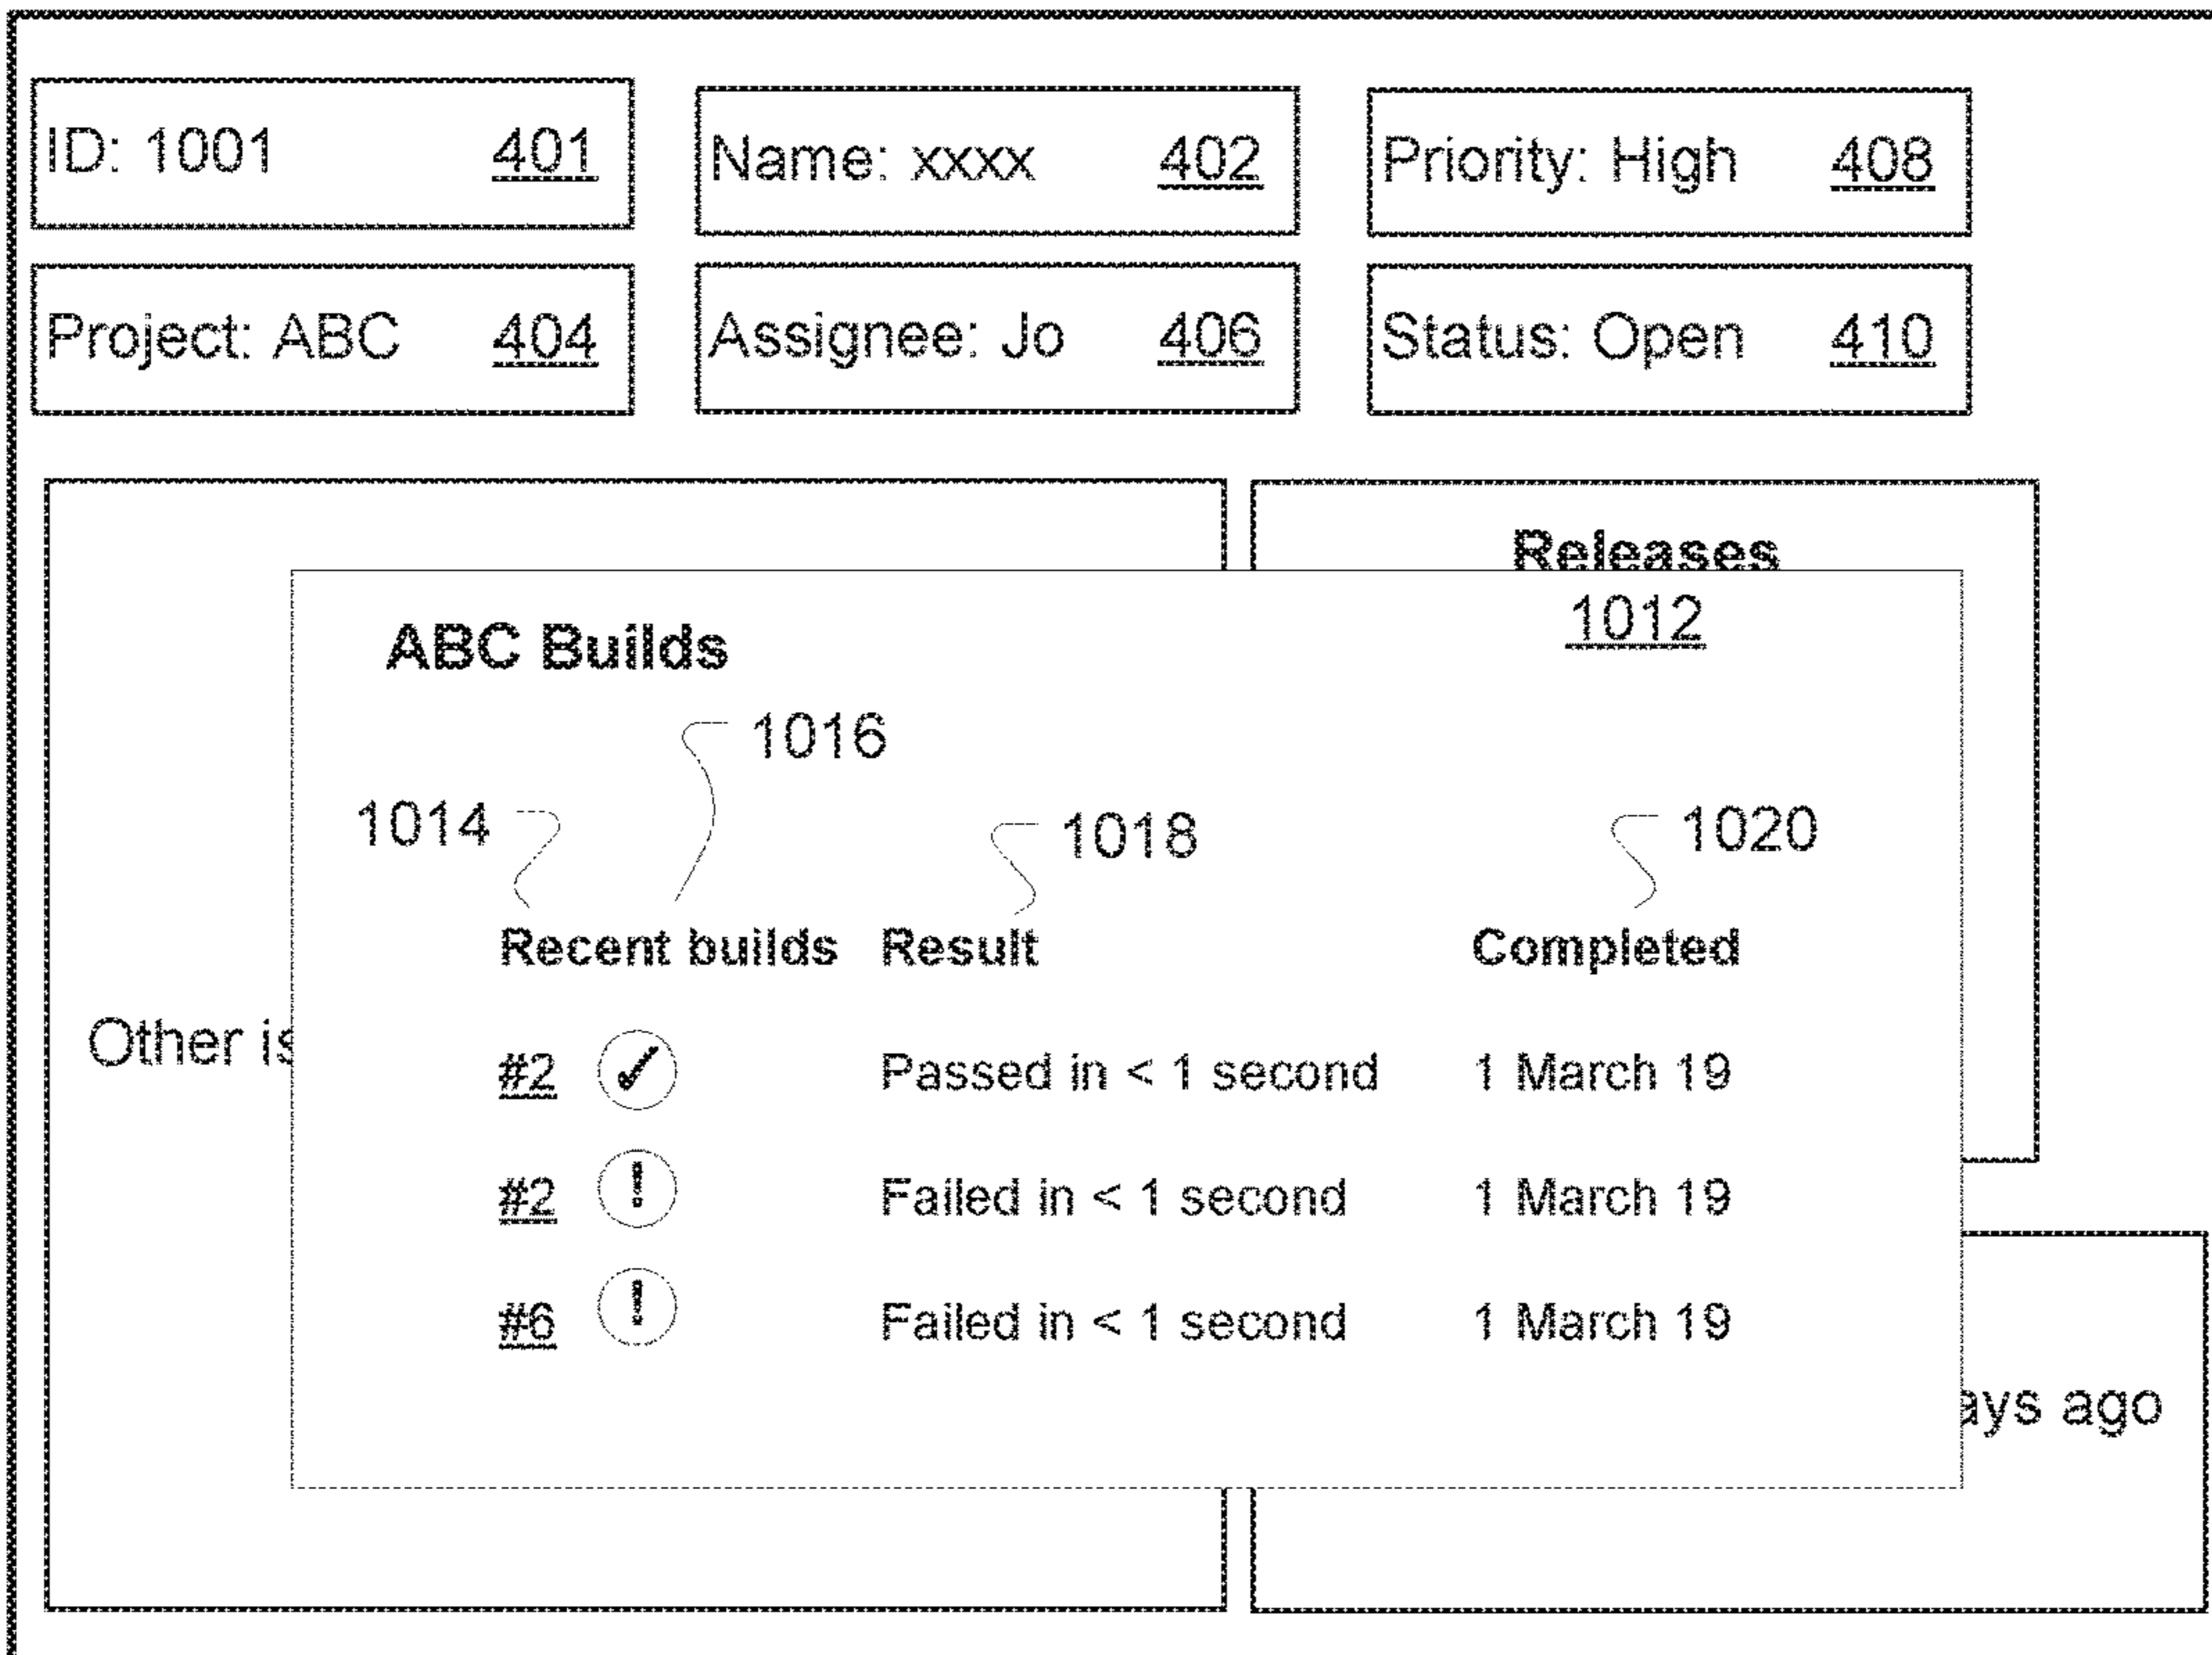 ID: 1001 401
Name: xxxx 402
Priority: High 408
Project: ABC 404
Assignee: Jo 406
Status: Open 410
Releases
1012
ABC Builds
1016
1014
1018
1020
Recent builds Result Completed
#2 ✓ Passed in < 1 second 1 March 19
#2 ! Failed in < 1 second 1 March 19
#6 ! Failed in < 1 second 1 March 19
Other
ago